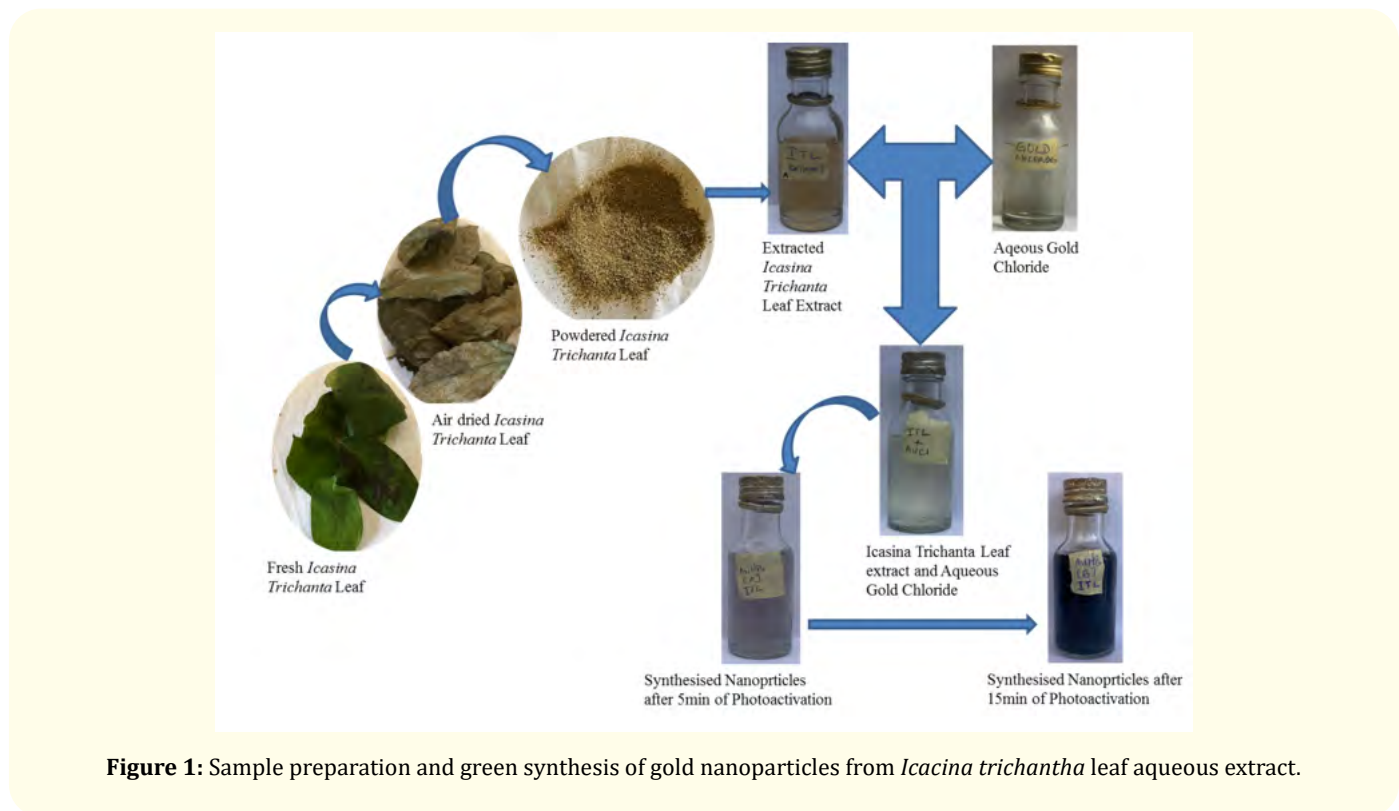 ITL
GOLD
Extracted
Icasina
Trichanta
Leaf Extract
Aqeous Gold
Chloride
Powdered Icasina
Trichanta Leaf
Air dried Icasina
Trichanta Leaf
Fresh Icasina
Trichanta Leaf
ITL
+
AuCl
Icasina Trichanta Leaf
extract and Aqueous
Gold Chloride
ITL
ITL
Synthesised Nanoprticles
after 5min of Photoactivation
Synthesised Nanoprticles after
15min of Photoactivation
Figure 1: Sample preparation and green synthesis of gold nanoparticles from Icacina trichantha leaf aqueous extract.